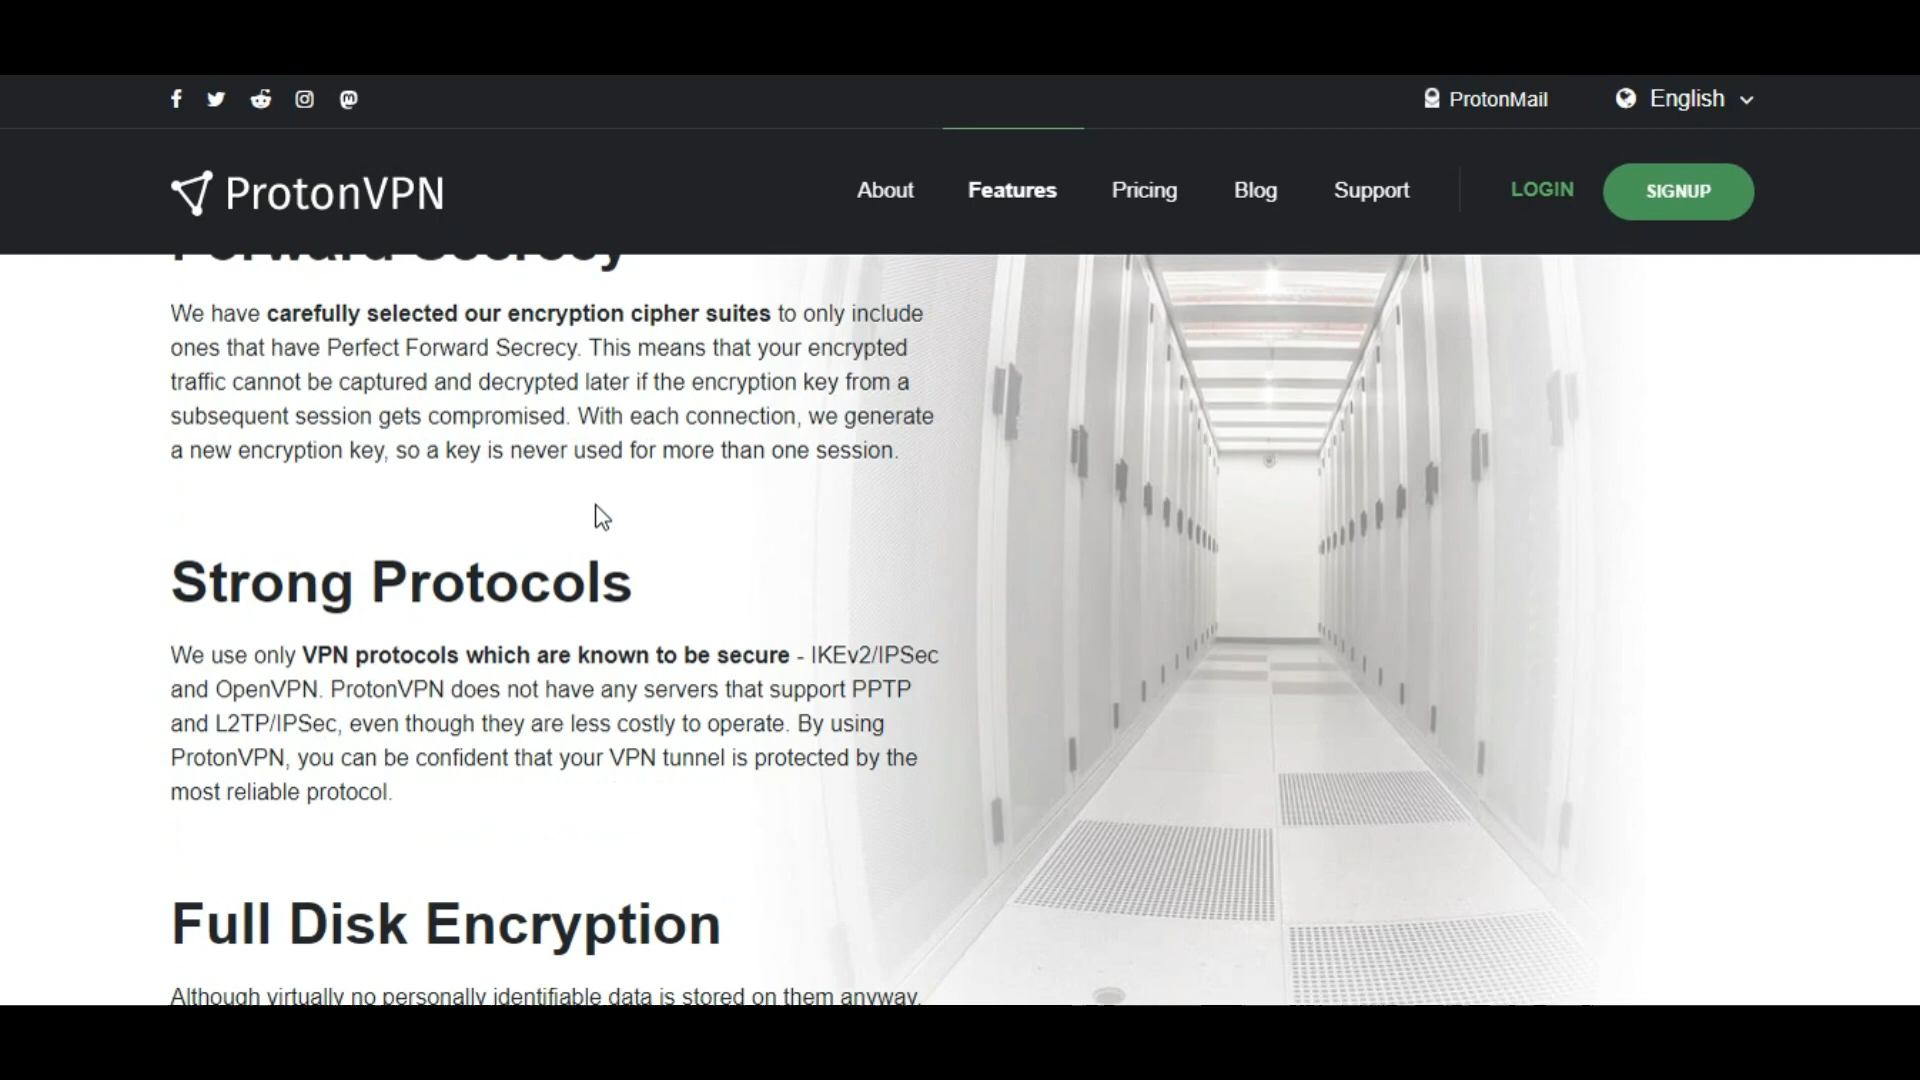 ProtonMail
English
ProtonVPN
About
Features
Pricing
Blog
Support
LOGIN
SIGNUP
Forward Secrecy
We have carefully selected our encryption cipher suites to only include
ones that have Perfect Forward Secrecy. This means that your encrypted
traffic cannot be captured and decrypted later if the encryption key from a
subsequent session gets compromised. With each connection, we generate
a new encryption key, so a key is never used for more than one session.
Strong Protocols
We use only VPN protocols which are known to be secure - IKEv2/IPSec
and OpenVPN. ProtonVPN does not have any servers that support PPTP
and L2TP/IPSec, even though they are less costly to operate. By using
ProtonVPN, you can be confident that your VPN tunnel is protected by the
most reliable protocol.
Full Disk Encryption
Although virtually no personally identifiable data is stored on them anyway,